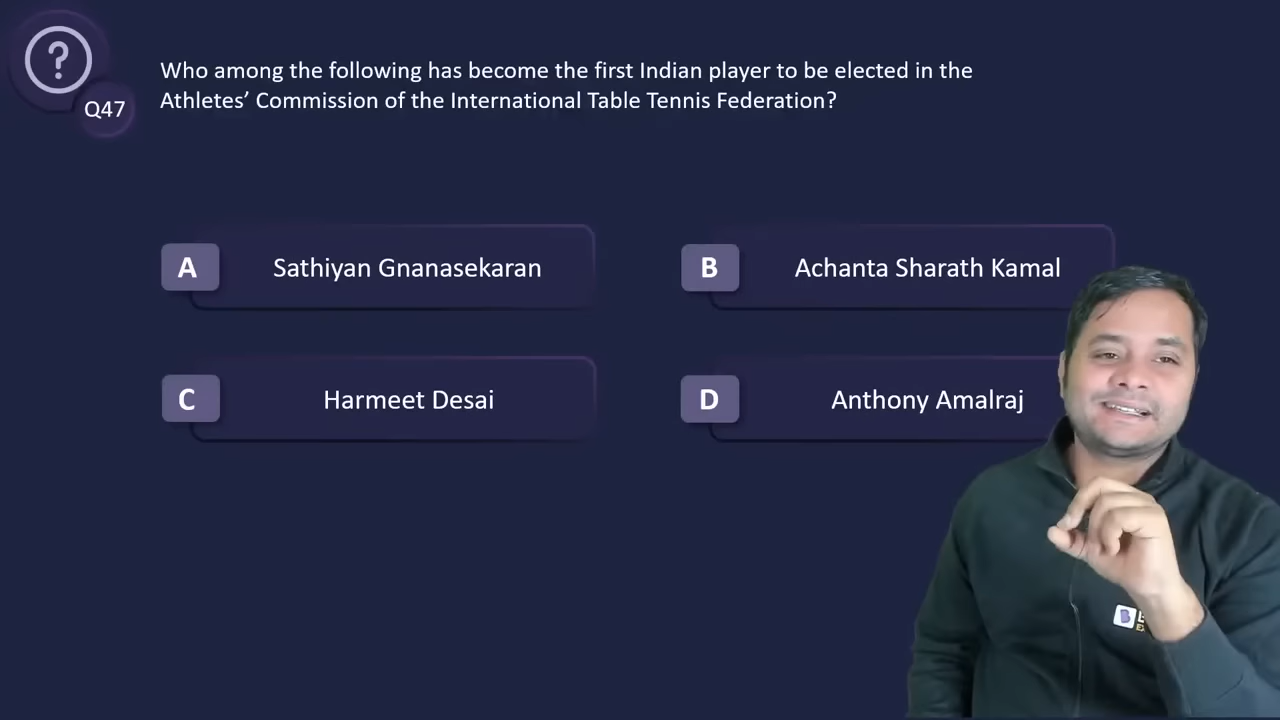 Q47
Who among the following has become the first Indian player to be elected in the
Athletes’ Commission of the International Table Tennis Federation?
A Sathiyan Gnanasekaran
B Achanta Sharath Kamal
C Harmeet Desai
D Anthony Amalraj